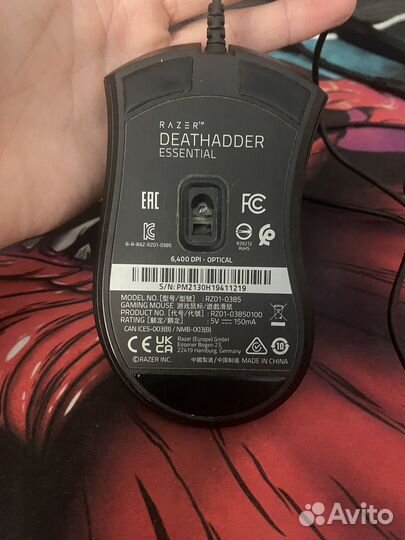 RAZER™
DEATHADDER
ESSENTIAL
EAC
FC
R-R-RAZ-RZ01-0385
R39212
RoHS
6,400 DPI - OPTICAL
S/N: PM2130H19411219
MODEL NO. [型号/型號] : RZ01-0385
GAMING MOUSE 游戏鼠标/遊戲滑鼠
PRODUCT NO. [代号/代號] : RZ01-03850100
RATING [额定/額定] : 5V⎓150mA
CAN ICES-003(B) / NMB-003(B)
CE UKCA
Razer (Europe) GmbH
Essener Bogen 23,
22419 Hamburg, Germany
10
©RAZER INC. 中國製造/中国制造 MADE IN CHINA
Avito